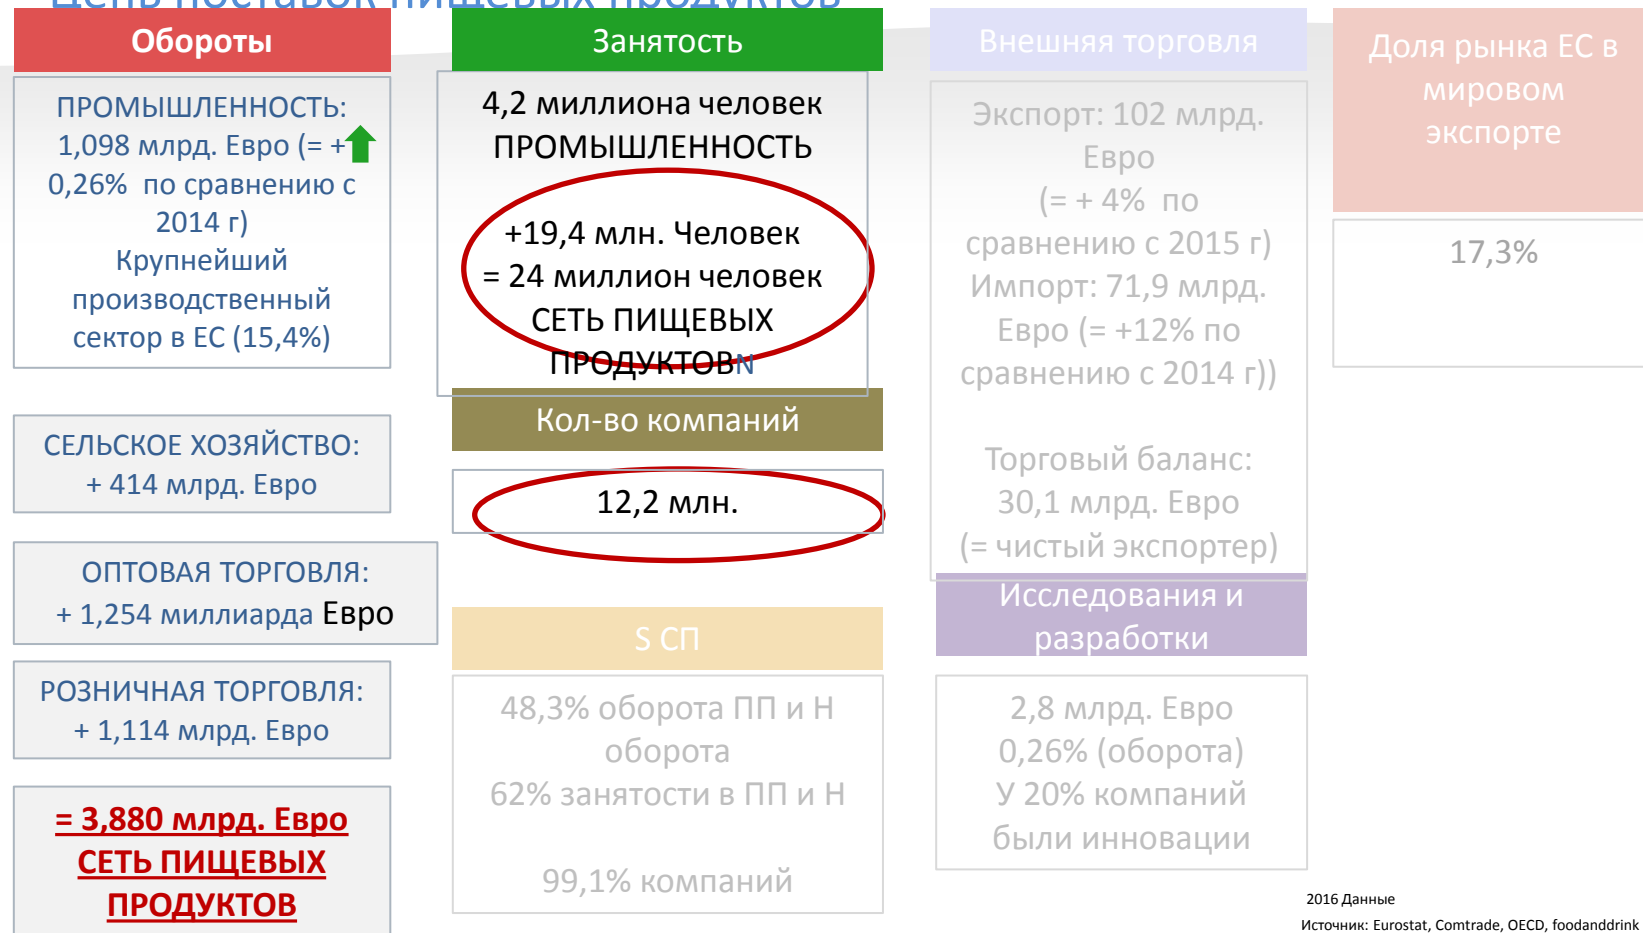 Цепь поставок пищевых продуктов
Обороты
ПРОМЫШЛЕННОСТЬ:
1,098 млрд. Евро (= +
0,26% по сравнению с
2014 г)
Крупнейший
производственный
сектор в ЕС (15,4%)
СЕЛЬСКОЕ ХОЗЯЙСТВО:
+ 414 млрд. Евро
ОПТОВАЯ ТОРГОВЛЯ:
+ 1,254 миллиарда Евро
РОЗНИЧНАЯ ТОРГОВЛЯ:
+ 1,114 млрд. Евро
= 3,880 млрд. Евро
СЕТЬ ПИЩЕВЫХ
ПРОДУКТОВ
Занятость
4,2 миллиона человек
ПРОМЫШЛЕННОСТЬ
+19,4 млн. Человек
= 24 миллион человек
СЕТЬ ПИЩЕВЫХ
ПРОДУКТОВN
Кол-во компаний
12,2 млн.
S СП
48,3% оборота ПП и Н
оборота
62% занятости в ПП и Н
99,1% компаний
Внешняя торговля
Экспорт: 102 млрд.
Евро
(= + 4% по
сравнению с 2015 г)
Импорт: 71,9 млрд.
Евро (= +12% по
сравнению с 2014 г))
Торговый баланс:
30,1 млрд. Евро
(= чистый экспортер)
Исследования и
разработки
2,8 млрд. Евро
0,26% (оборота)
У 20% компаний
были инновации
Доля рынка ЕС в
мировом
экспорте
17,3%
2016 Данные
Источник: Eurostat, Comtrade, OECD, foodanddrink